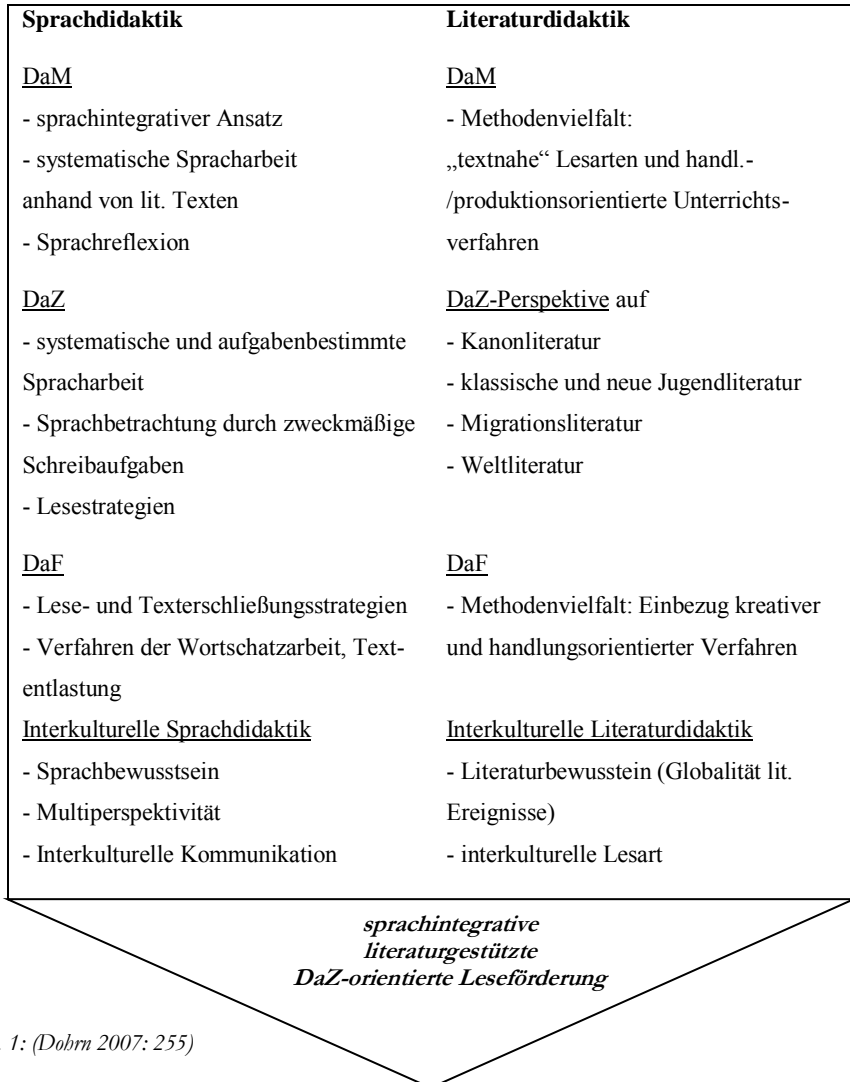 Sprachdidaktik
DaM
- sprachintegrativer Ansatz
- systematische Spracharbeit
anhand von lit. Texten
- Sprachreflexion
DaZ
- systematische und aufgabenbestimmte
Spracharbeit
- Sprachbetrachtung durch zweckmäßige
Schreibaufgaben
- Lesestrategien
DaF
- Lese- und Texterschließungsstrategien
- Verfahren der Wortschatzarbeit, Text-
entlastung
Interkulturelle Sprachdidaktik
- Sprachbewusstsein
- Multiperspektivität
- Interkulturelle Kommunikation
Literaturdidaktik
DaM
- Methodenvielfalt:
„textnahe“ Lesarten und handl.-
/produktionsorientierte Unterrichts-
verfahren
DaZ-Perspektive auf
- Kanonliteratur
- klassische und neue Jugendliteratur
- Migrationsliteratur
- Weltliteratur
DaF
- Methodenvielfalt: Einbezug kreativer
und handlungsorientierter Verfahren
Interkulturelle Literaturdidaktik
- Literaturbewusstein (Globalität lit.
Ereignisse)
- interkulturelle Lesart
sprachintegrative
literaturgestützte
DaZ-orientierte Leseförderung
1: (Dohrn 2007: 255)